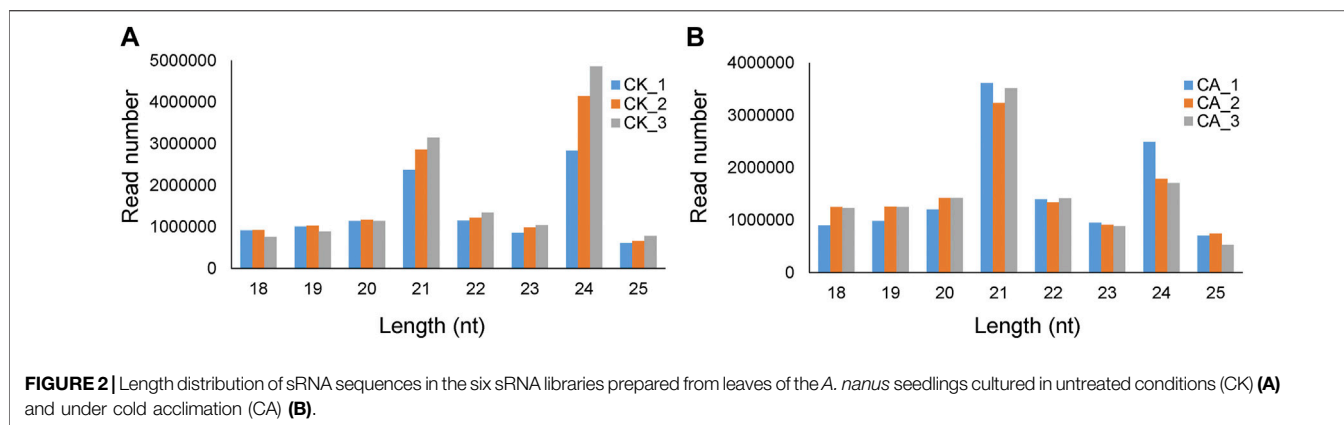 A
5000000
4000000
3000000
2000000
1000000
0
Read number
18 19 20 21 22 23 24 25
Length (nt)
CK_1
CK_2
CK_3
B
4000000
3000000
2000000
1000000
0
Read number
18 19 20 21 22 23 24 25
Length (nt)
CA_1
CA_2
CA_3
FIGURE 2 | Length distribution of sRNA sequences in the six sRNA libraries prepared from leaves of the A. nanus seedlings cultured in untreated conditions (CK) (A)
and under cold acclimation (CA) (B).